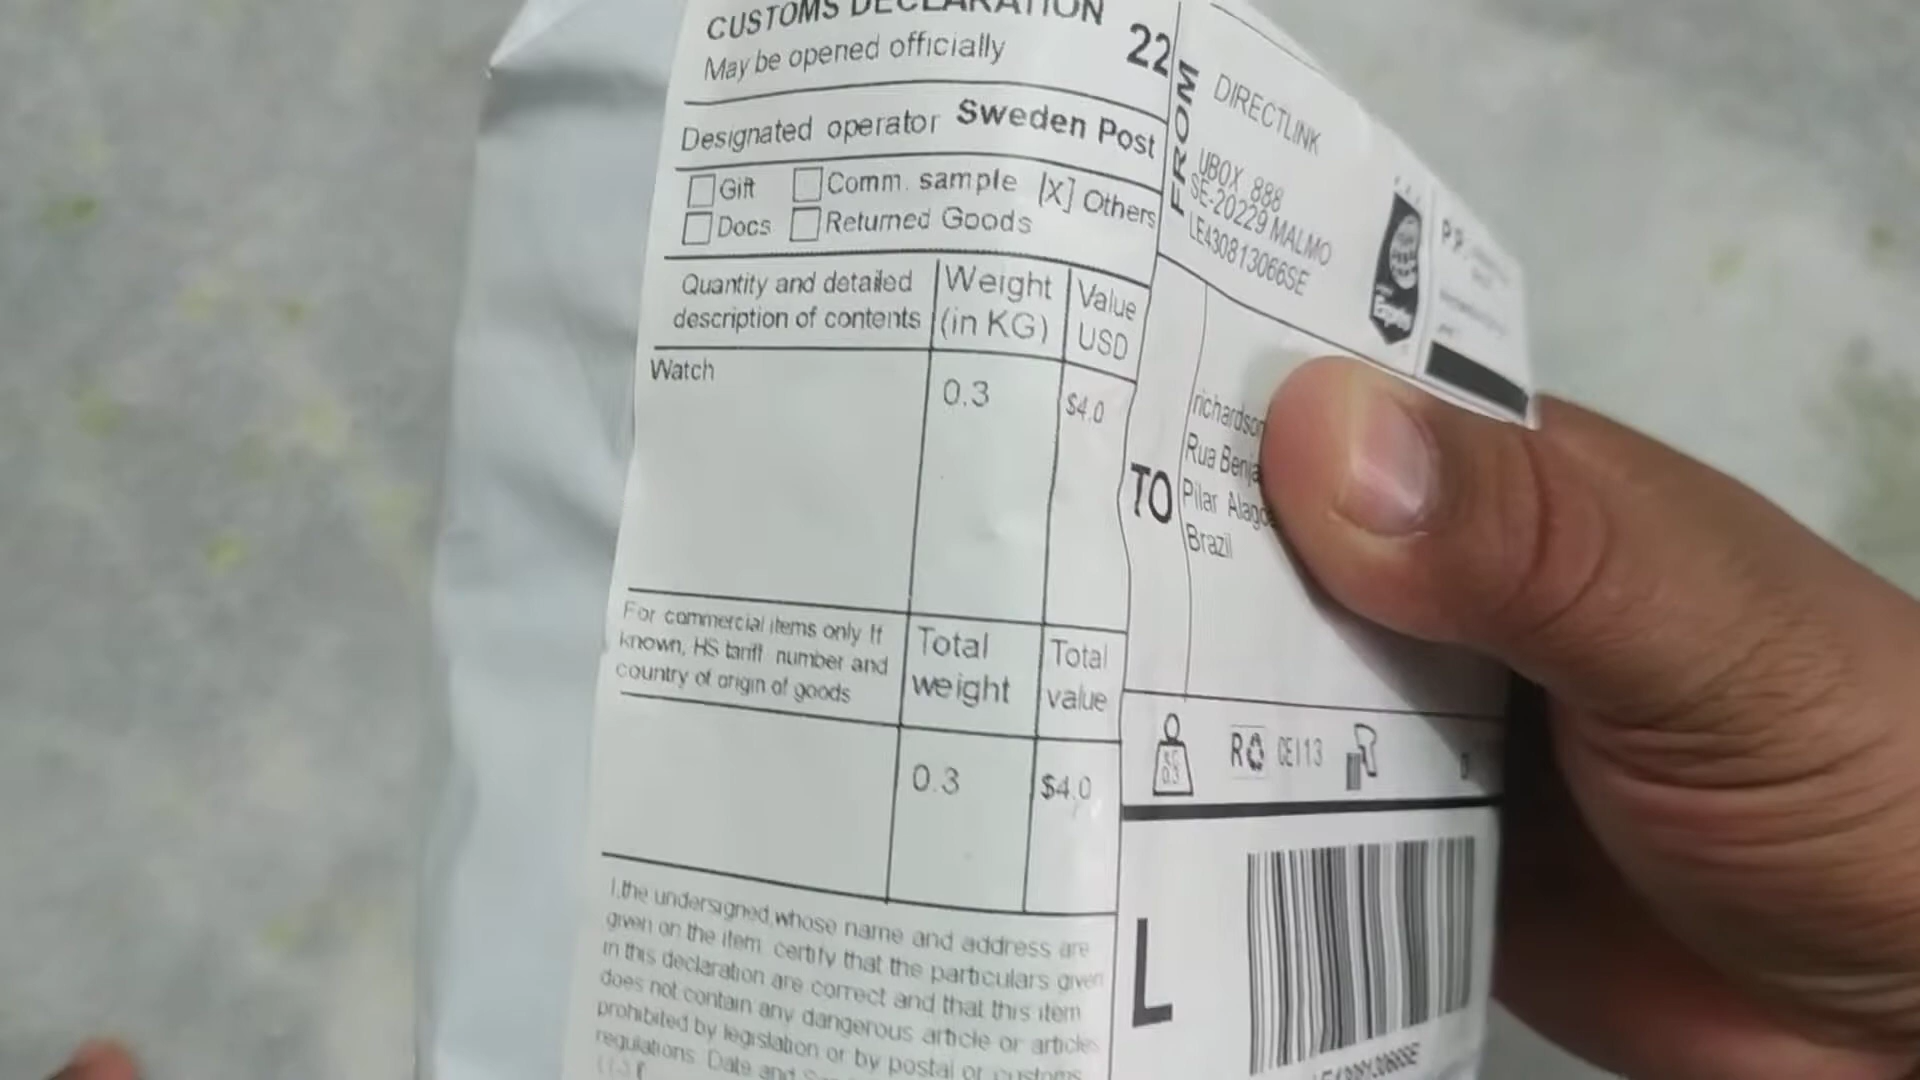 CUSTOMS DECLARATION
May be opened officially
22
Designated operator Sweden Post
Gift Comm. sample [X] Others
Docs Returned Goods
Quantity and detailed
description of contents
Weight
(in KG)
Value
USD
Watch
0.3
$4.0
For commercial items only If
known, HS tariff number and
country of origin of goods
Total
weight
Total
value
0.3
$4.0
I,the undersigned,whose name and address are
given on the item certify that the particulars given
in this declaration are correct and that this item
does not contain any dangerous article or articles
prohibited by legislation or by postal or customs
regulations Date and
FROM
DIRECTLINK
UBOX 888
SE-20229 MALMO
LE430813066SE
P.P.
TO
richardson
Rua
Pilar
Brazil
0.3
R CE113
L